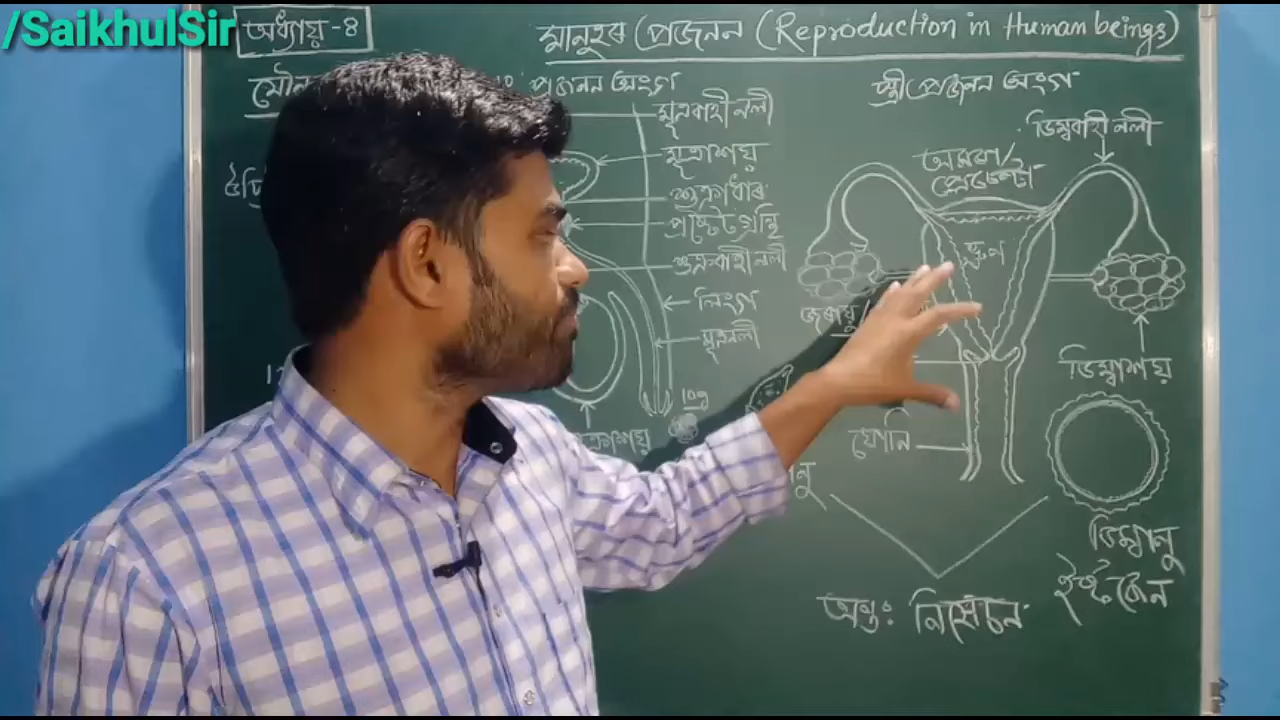 /SaikhulSir
অধ্যায়-৪
মানুহৰ প্ৰজনন (Reproduction in Human beings)
যৌন
প্ৰজনন অংগ
স্ত্ৰী প্ৰজনন অংগ
মূত্ৰবাহী নলী
মূত্ৰাশয়
শুক্ৰাধাৰ
প্ৰষ্টেট গ্ৰন্থি
শুক্ৰবাহী নলী
লিংগ
মূত্ৰনলী
ডিম্ববাহী নলী
অমৰা/
প্লেচেন্টা
ভ্ৰূণ
জৰায়ু
ডিম্বাশয়
যোনি
ডিম্বাণু
ইষ্ট্ৰজেন
অন্তঃ নিসেচন